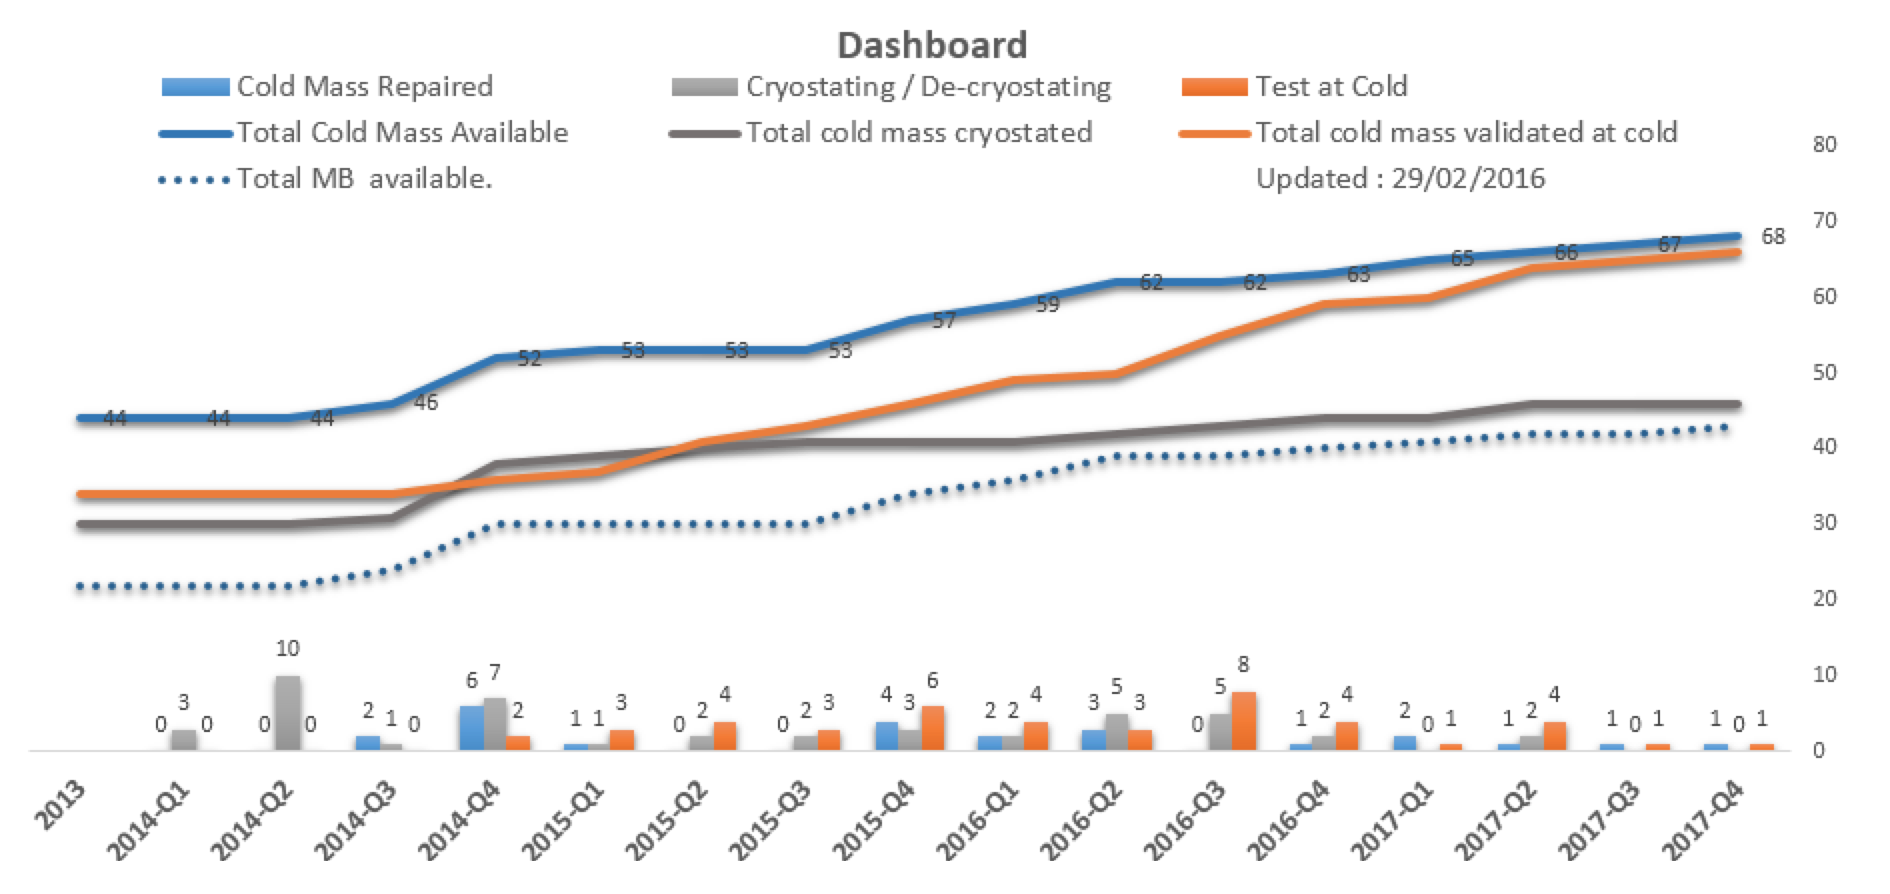 Dashboard
Cold Mass Repaired Cryostating / De-cryostating Test at Cold
Total Cold Mass Available Total cold mass cryostated Total cold mass validated at cold
Total MB available. Updated : 29/02/2016
80
70
60
50
40
30
20
10
0
44 44 44 46 52 53 53 53 57 59 62 62 63 65 66 67 68
0 3 0
0 10 0
2 1 0
6 7 2
1 1 3
0 2 4
0 2 3
4 3 6
2 2 4
3 5 3
0 5 8
1 2 4
2 0 1
1 2 4
1 0 1
1 0 1
2013 2014-Q1 2014-Q2 2014-Q3 2014-Q4 2015-Q1 2015-Q2 2015-Q3 2015-Q4 2016-Q1 2016-Q2 2016-Q3 2016-Q4 2017-Q1 2017-Q2 2017-Q3 2017-Q4